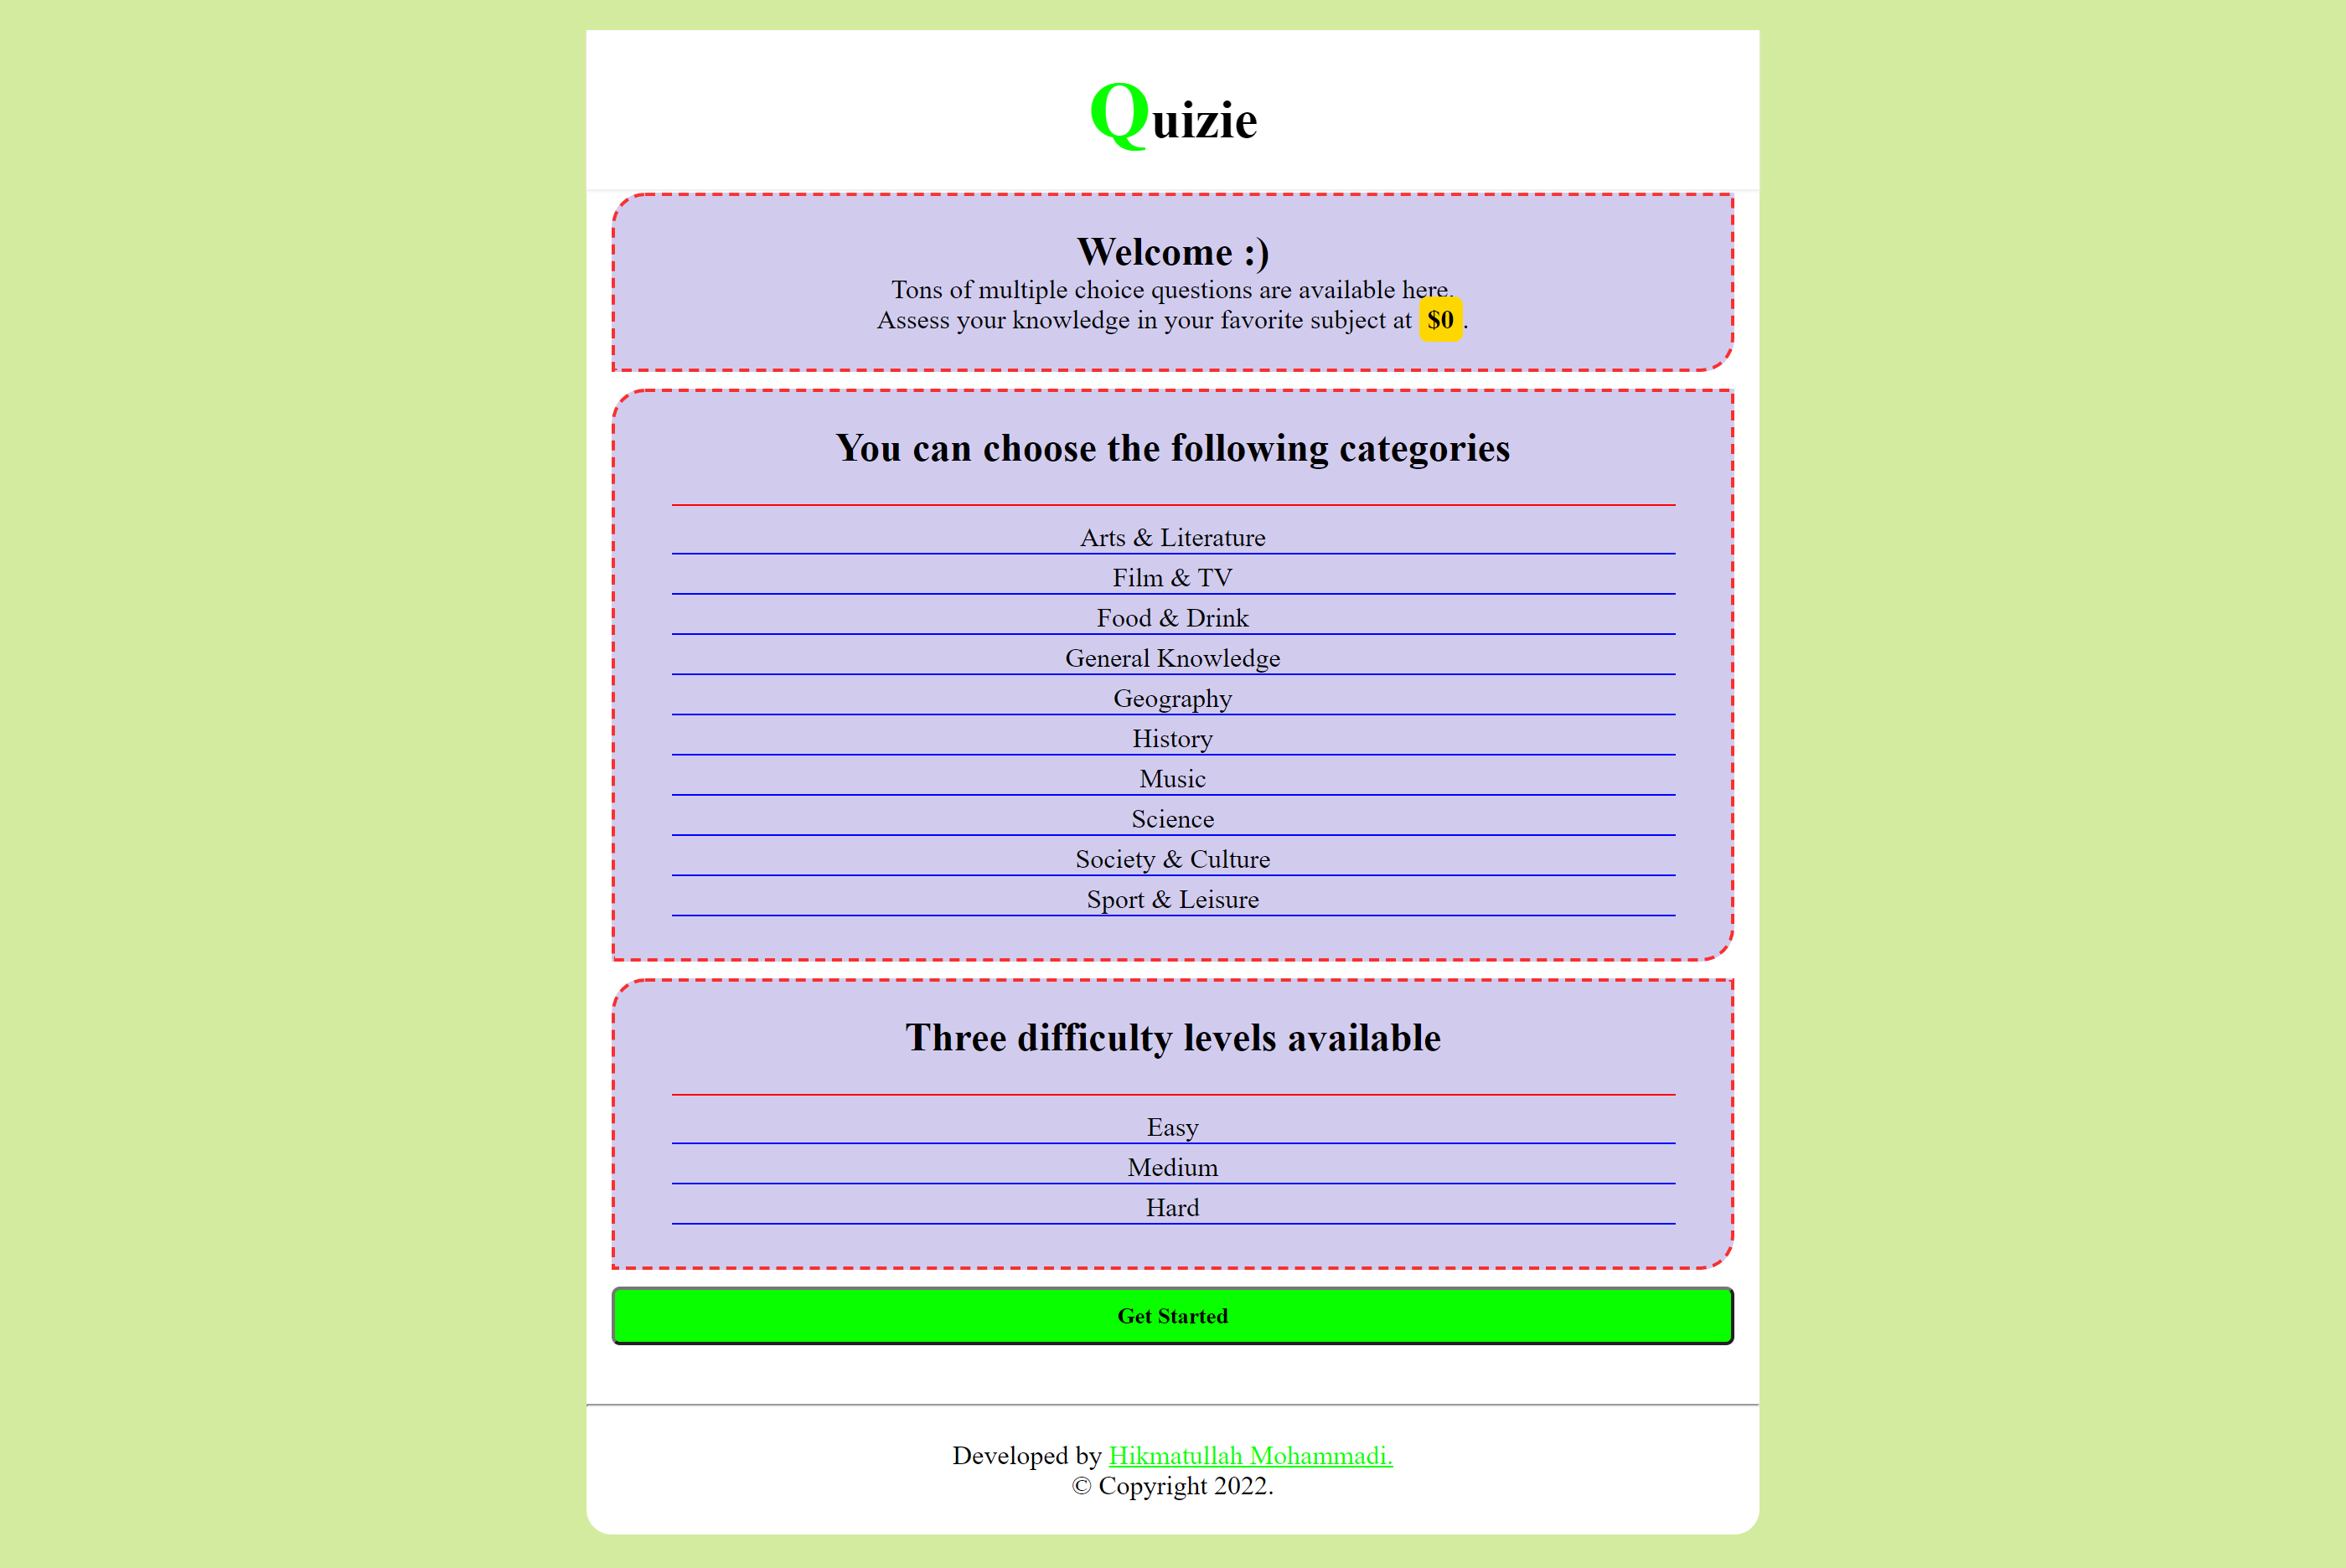 Quizie
Welcome :)
Tons of multiple choice questions are available here.
Assess your knowledge in your favorite subject at $0.
You can choose the following categories
Arts & Literature
Film & TV
Food & Drink
General Knowledge
Geography
History
Music
Science
Society & Culture
Sport & Leisure
Three difficulty levels available
Easy
Medium
Hard
Get Started
Developed by Hikmatullah Mohammadi.
© Copyright 2022.